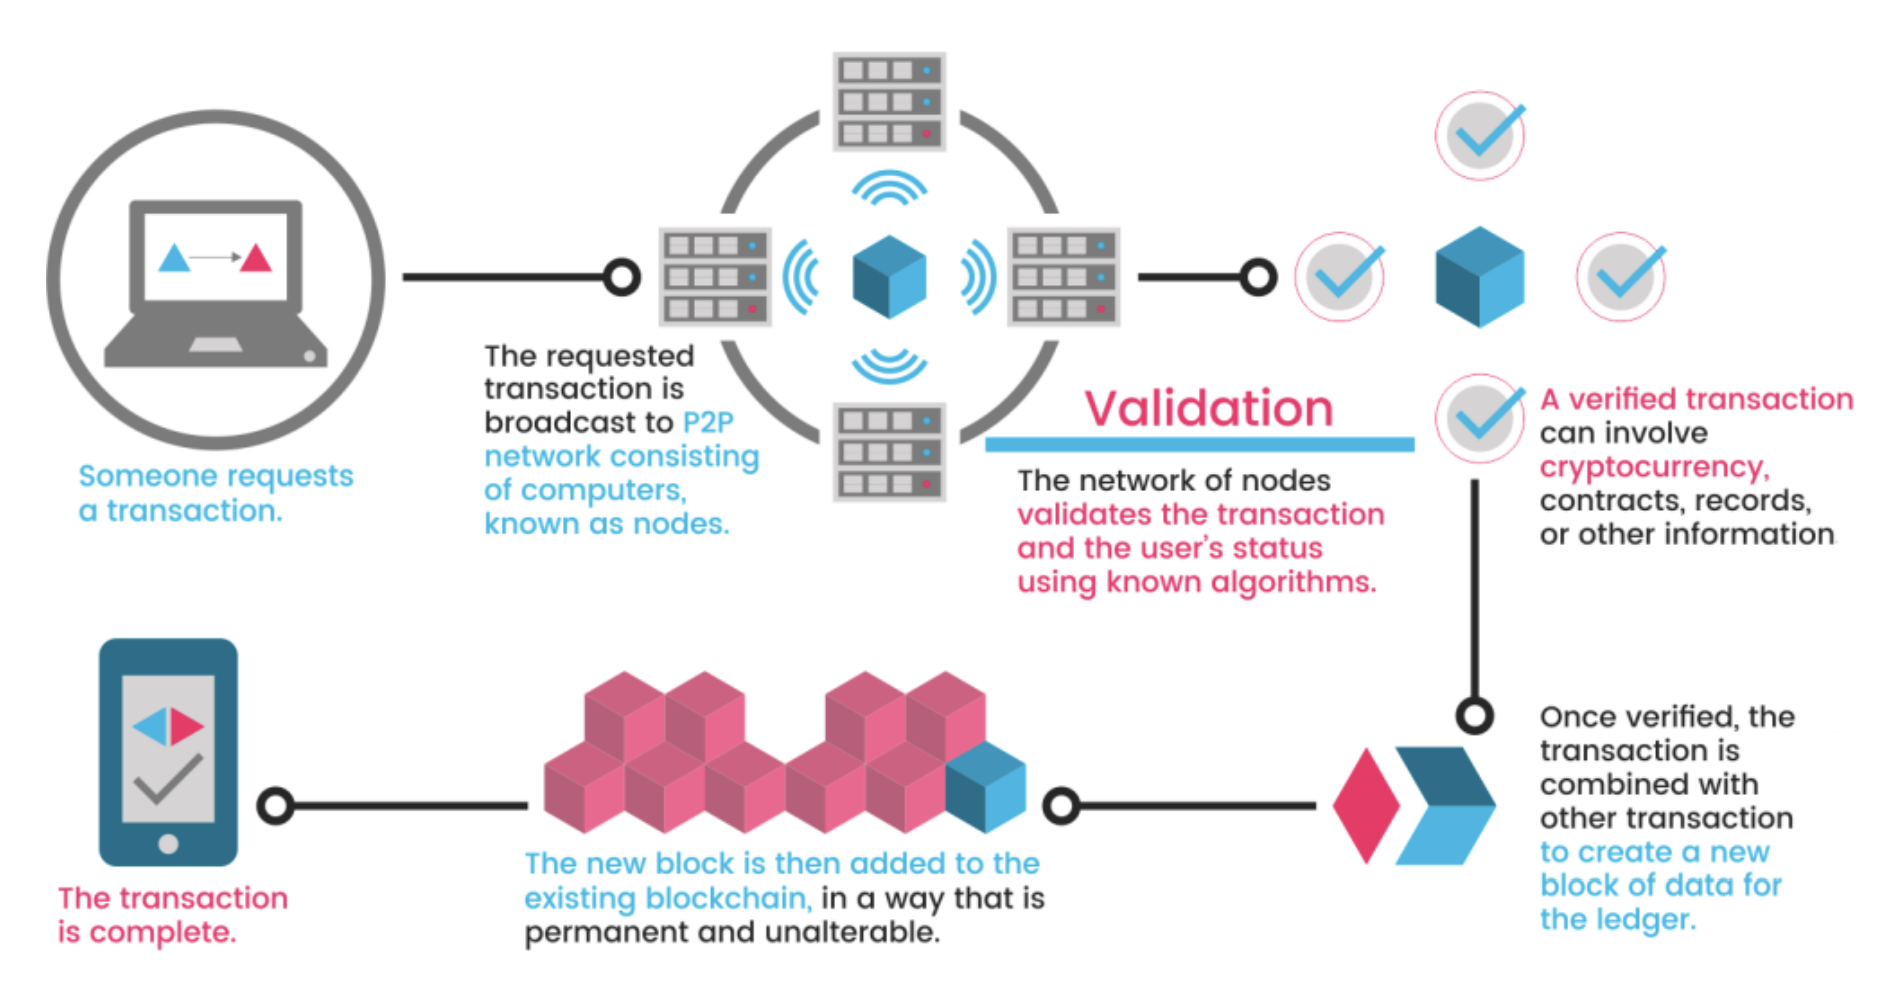 Someone requests
a transaction.
The requested
transaction is
broadcast to P2P
network consisting
of computers,
known as nodes.
Validation
The network of nodes
validates the transaction
and the user's status
using known algorithms.
A verified transaction
can involve
cryptocurrency,
contracts, records,
or other information
Once verified, the
transaction is
combined with
other transaction
to create a new
block of data for
the ledger.
The new block is then added to the
existing blockchain, in a way that is
permanent and unalterable.
The transaction
is complete.